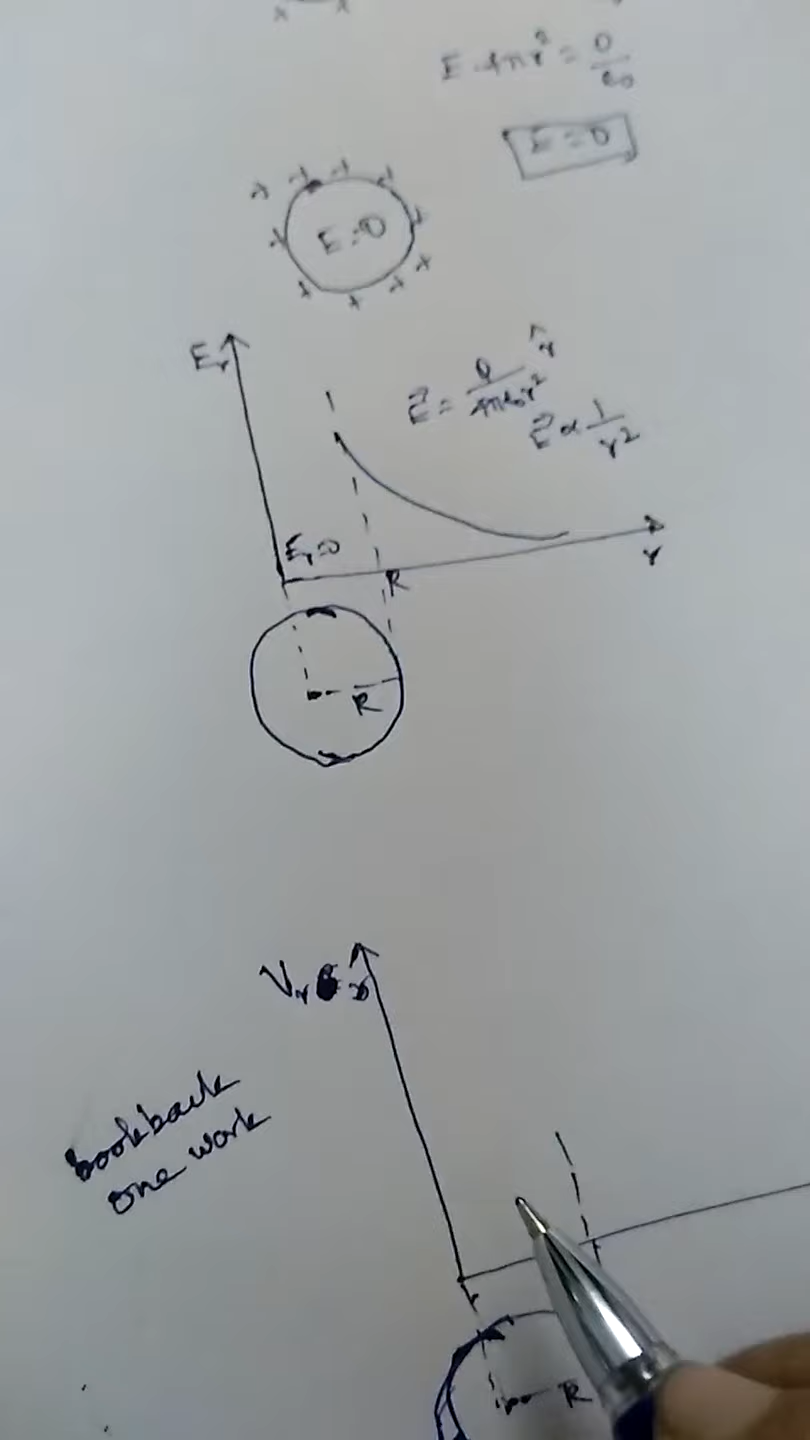 E 4πr² = 0/ε₀
E = 0
E = 0
Eᵣ
E⃗ = Q/4πε₀r² r̂
E⃗ ∝ 1/r²
Eᵣ=0
R
r
R
Vᵣ
bookback
one work
R